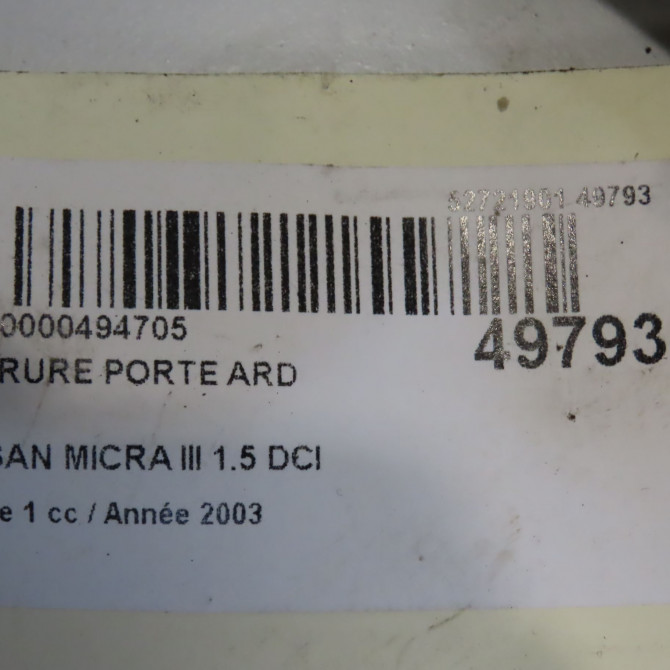 52721901 49793
0000494705
49793
RURE PORTE ARD
SAN MICRA III 1.5 DCI
e 1 cc / Année 2003